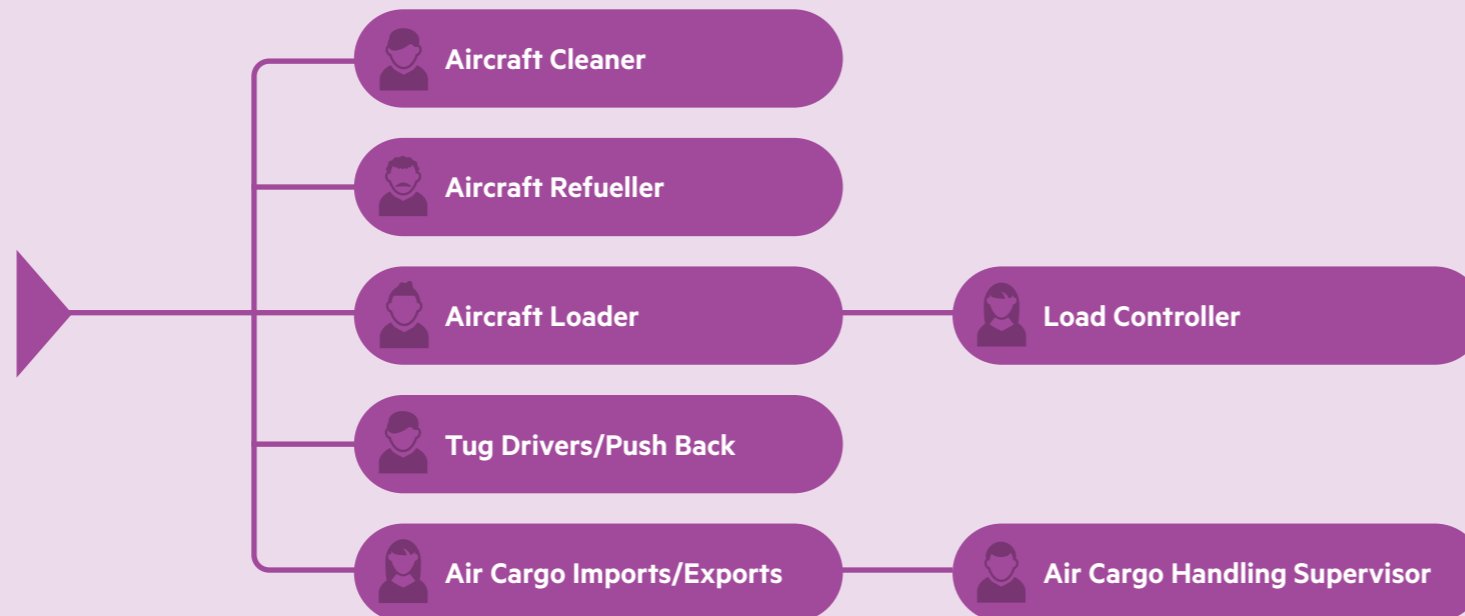 Aircraft Cleaner
Aircraft Refueller
Aircraft Loader
Load Controller
Tug Drivers/Push Back
Air Cargo Imports/Exports
Air Cargo Handling Supervisor